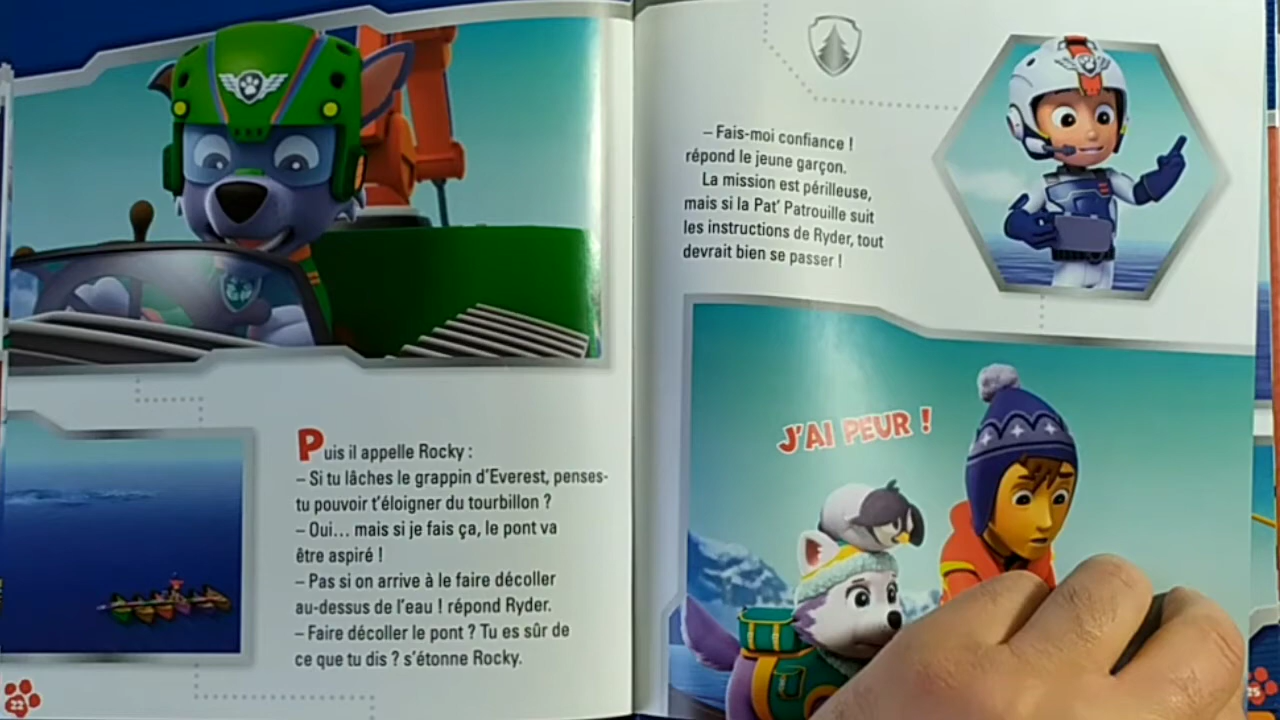 Puis il appelle Rocky :
– Si tu lâches le grappin d'Everest, penses-
tu pouvoir t'éloigner du tourbillon ?
– Oui... mais si je fais ça, le pont va
être aspiré !
– Pas si on arrive à le faire décoller
au-dessus de l'eau ! répond Ryder.
– Faire décoller le pont ? Tu es sûr de
ce que tu dis ? s'étonne Rocky.
22
– Fais-moi confiance !
répond le jeune garçon.
La mission est périlleuse,
mais si la Pat' Patrouille suit
les instructions de Ryder, tout
devrait bien se passer !
J'AI PEUR !